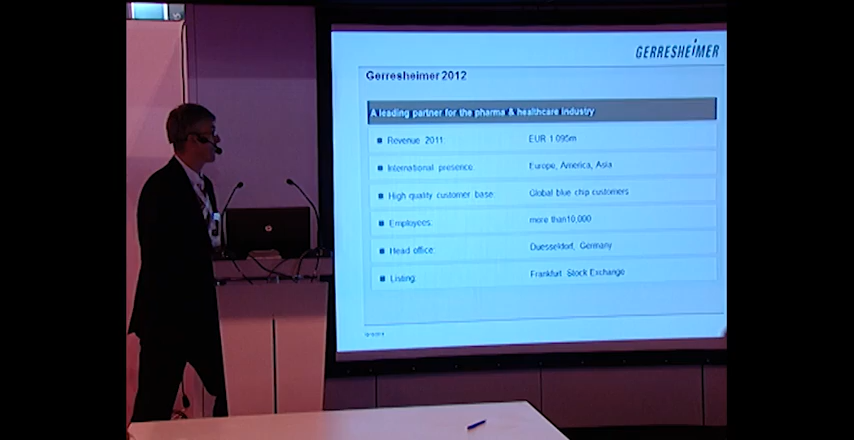 GERRESHEIMER
Gerresheimer 2012
A leading partner for the pharma & healthcare industry
Revenue 2011: EUR 1 095m
International presence: Europe, America, Asia
High quality customer base: Global blue chip customers
Employees: more than10,000
Head office: Duesseldorf, Germany
Listing: Frankfurt Stock Exchange